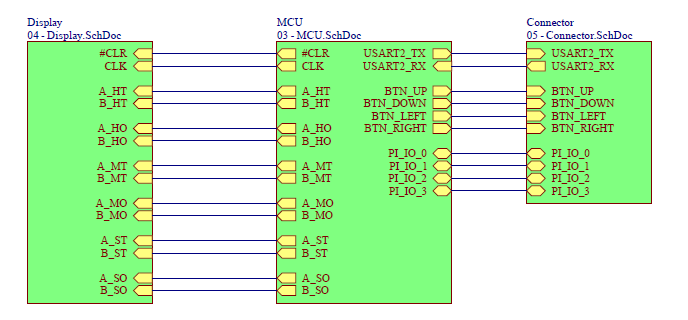 Display
04 - Display.SchDoc
#CLR
CLK
A_HT
B_HT
A_HO
B_HO
A_MT
B_MT
A_MO
B_MO
A_ST
B_ST
A_SO
B_SO
MCU
03 - MCU.SchDoc
#CLR
CLK
A_HT
B_HT
A_HO
B_HO
A_MT
B_MT
A_MO
B_MO
A_ST
B_ST
A_SO
B_SO
USART2_TX
USART2_RX
BTN_UP
BTN_DOWN
BTN_LEFT
BTN_RIGHT
PI_IO_0
PI_IO_1
PI_IO_2
PI_IO_3
Connector
05 - Connector.SchDoc
USART2_TX
USART2_RX
BTN_UP
BTN_DOWN
BTN_LEFT
BTN_RIGHT
PI_IO_0
PI_IO_1
PI_IO_2
PI_IO_3